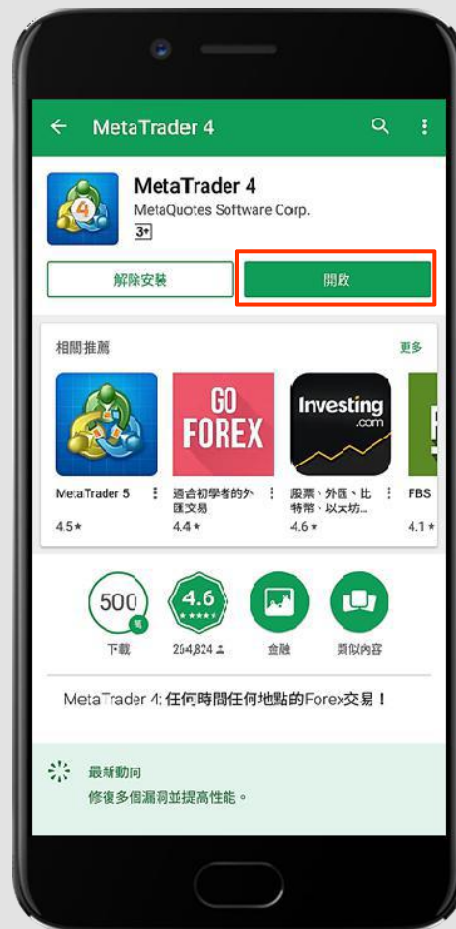 MetaTrader 4
MetaTrader 4
MetaQuotes Software Corp.
3+
解除安裝
開啟
相關推薦
更多
GO
FOREX
Investing
.com
MetaTrader 5
適合初學者的外
匯交易
股票、外匯、比
特幣、以太坊...
FBS
4.5★
4.4★
4.6★
4.1★
500
萬
4.6
下載
264,824
金融
類似內容
MetaTrader 4: 任何時間任何地點的Forex交易！
最新動向
修復多個漏洞並提高性能。